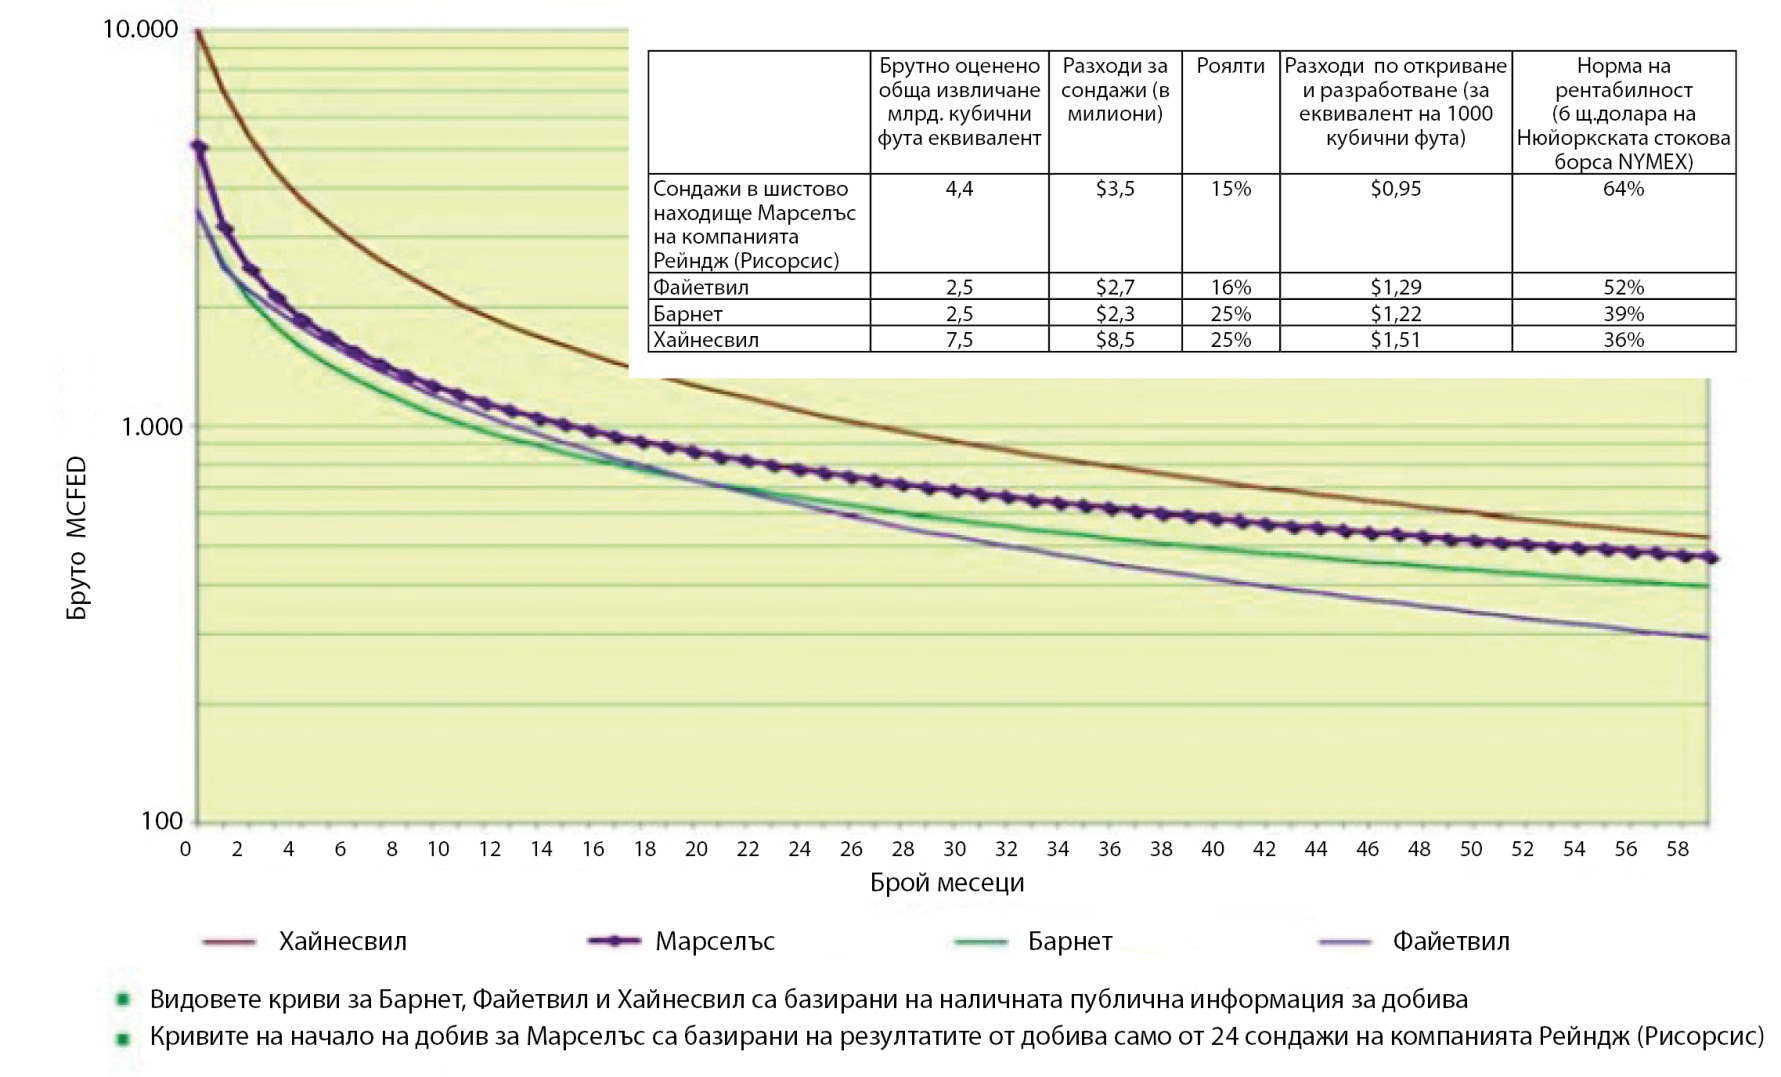 10.000
1.000
100
Бруто MCFED
Брутно оценено
обща извличане
млрд. кубични
фута еквивалент
Разходи за
сондажи (в
милиони)
Роялти
Разходи по откриване
и разработване (за
еквивалент на 1000
кубични фута)
Норма на
рентабилност
(6 щ.долара на
Нюйоркската стокова
борса NYMEX)
Сондажи в шистово
находище Марселъс
на компанията
Рейндж (Рисорсис)
4,4 $3,5 15% $0,95 64%
Файетвил 2,5 $2,7 16% $1,29 52%
Барнет 2,5 $2,3 25% $1,22 39%
Хайнесвил 7,5 $8,5 25% $1,51 36%
0 2 4 6 8 10 12 14 16 18 20 22 24 26 28 30 32 34 36 38 40 42 44 46 48 50 52 54 56 58
Брой месеци
Хайнесвил Марселъс Барнет Файетвил
Видовете криви за Барнет, Файетвил и Хайнесвил са базирани на наличната публична информация за добива
Кривите на начало на добив за Марселъс са базирани на резултатите от добива само от 24 сондажи на компанията Рейндж (Рисорсис)